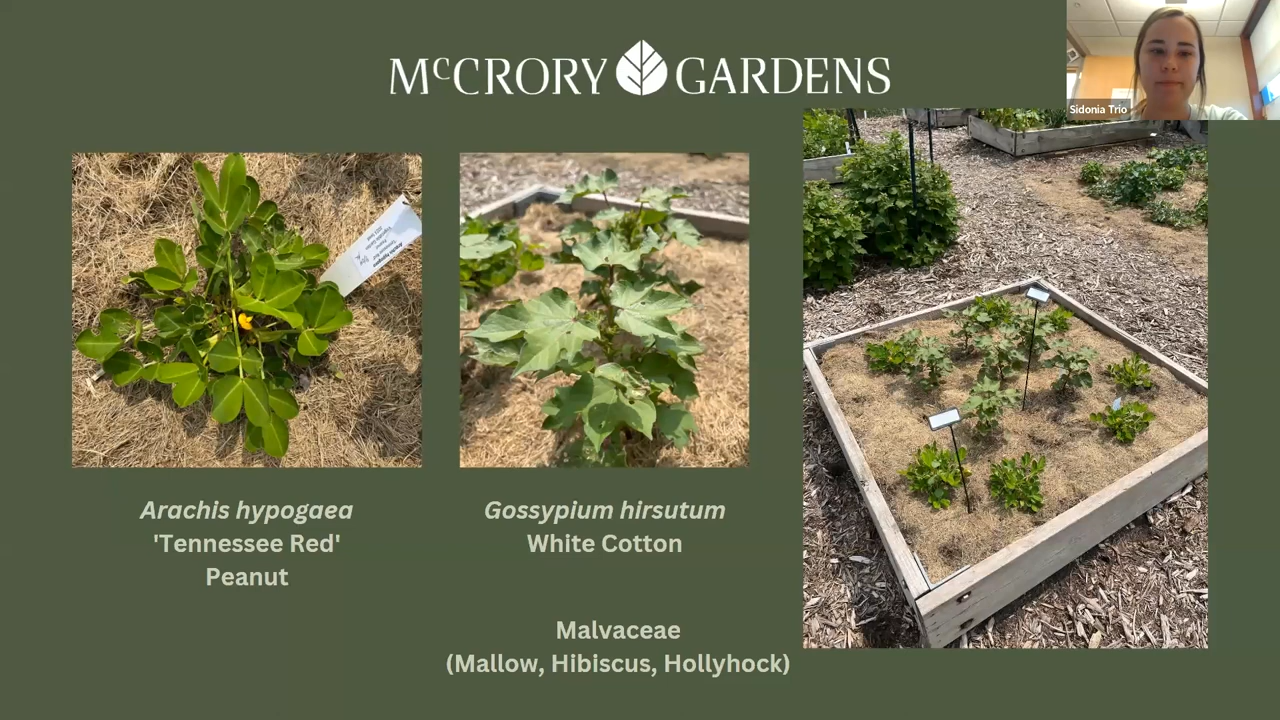 McCRORY GARDENS
Sidonia Trio
Arachis hypogaea
'Tennessee Red'
Peanut
Gossypium hirsutum
White Cotton
Malvaceae
(Mallow, Hibiscus, Hollyhock)